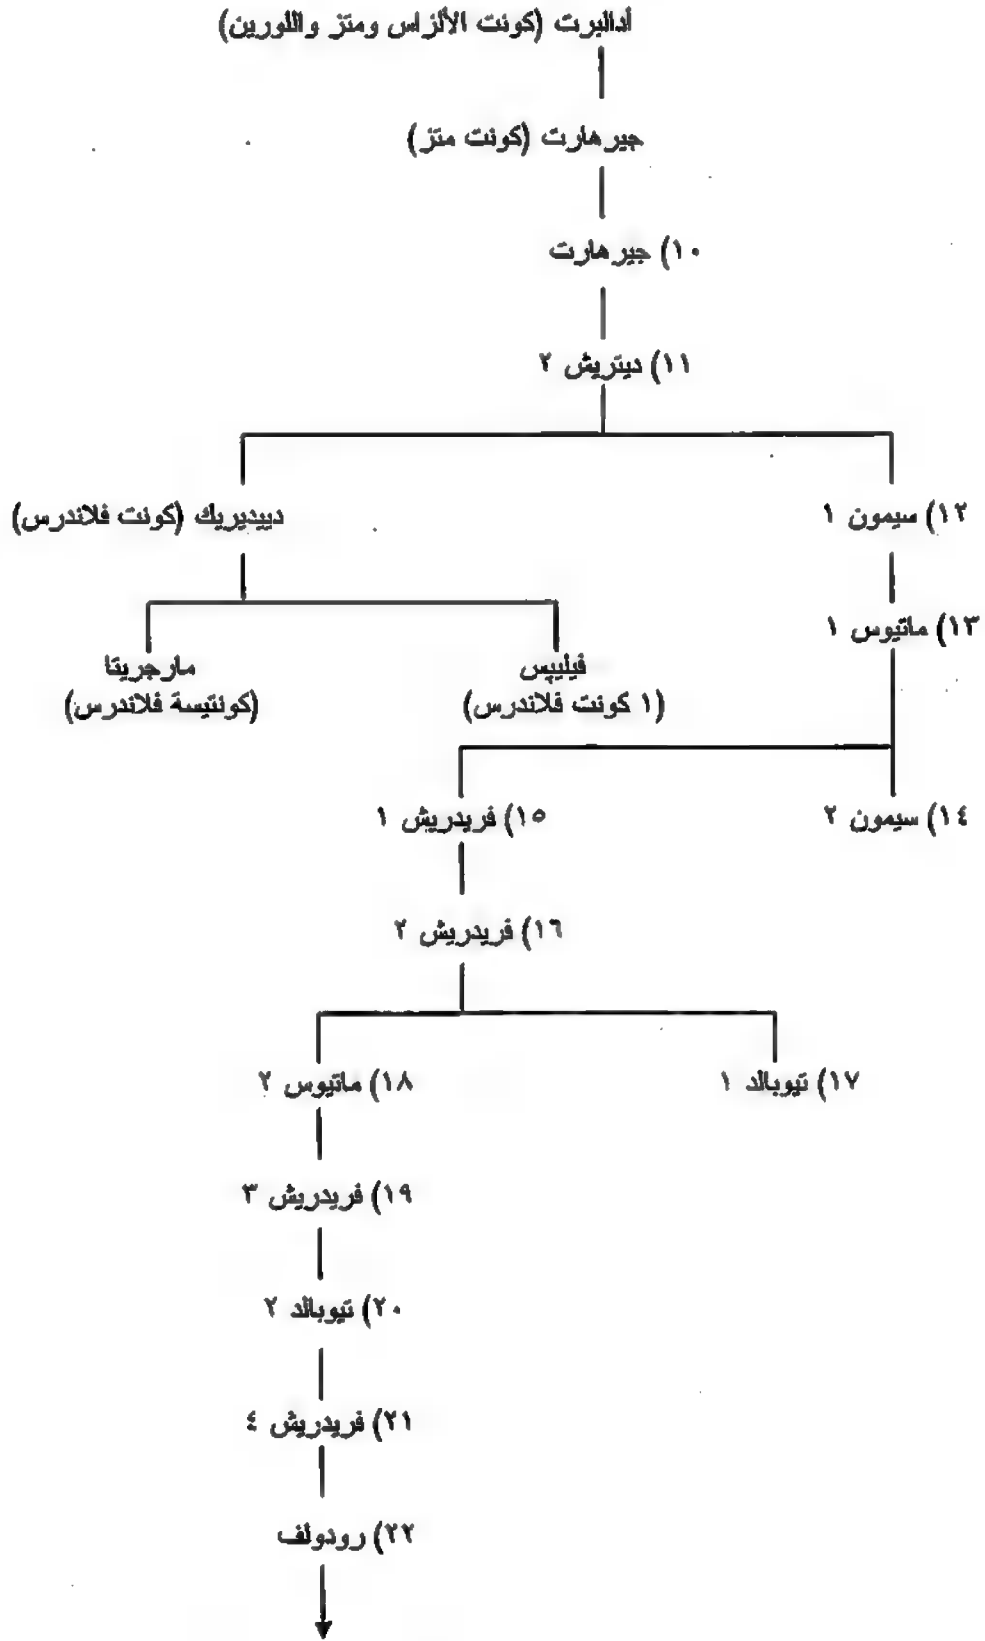 أدالبرت (كونت الألزاس ومتز واللورين)
جيرهارت (كونت متز)
١٠) جيرهارت
١١) ديتريش ٢
١٢) سيمون ١
دييديريك (كونت فلاندرس)
١٣) ماتيوس ١
فيليپس
(١ كونت فلاندرس)
مارجريتا
(كونتيسة فلاندرس)
١٤) سيمون ٢
١٥) فريدريش ١
١٦) فريدريش ٢
١٧) تيوبالد ١
١٨) ماتيوس ٢
١٩) فريدريش ٣
٢٠) تيوبالد ٢
٢١) فريدريش ٤
٢٢) رودولف